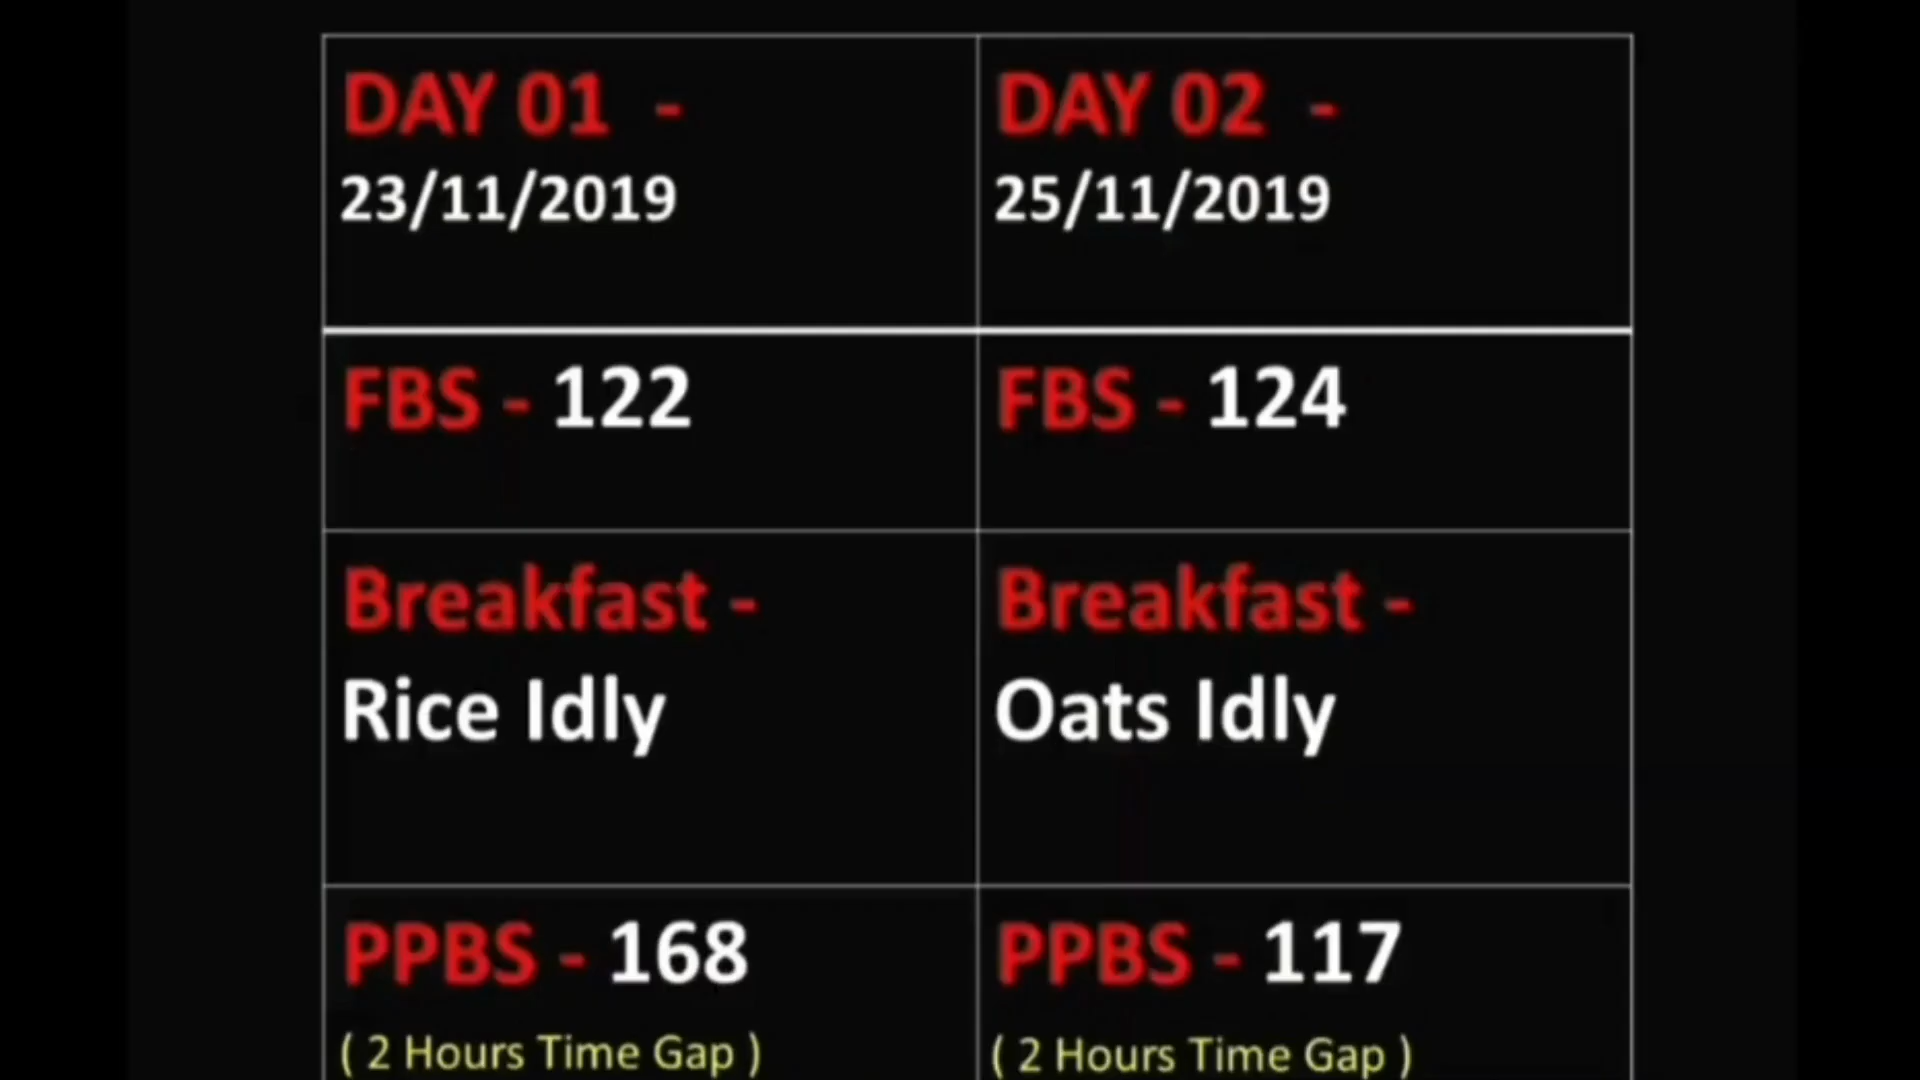 DAY 01 -
23/11/2019
DAY 02 -
25/11/2019
FBS - 122
FBS - 124
Breakfast -
Rice Idly
Breakfast -
Oats Idly
PPBS - 168
( 2 Hours Time Gap )
PPBS - 117
( 2 Hours Time Gap )